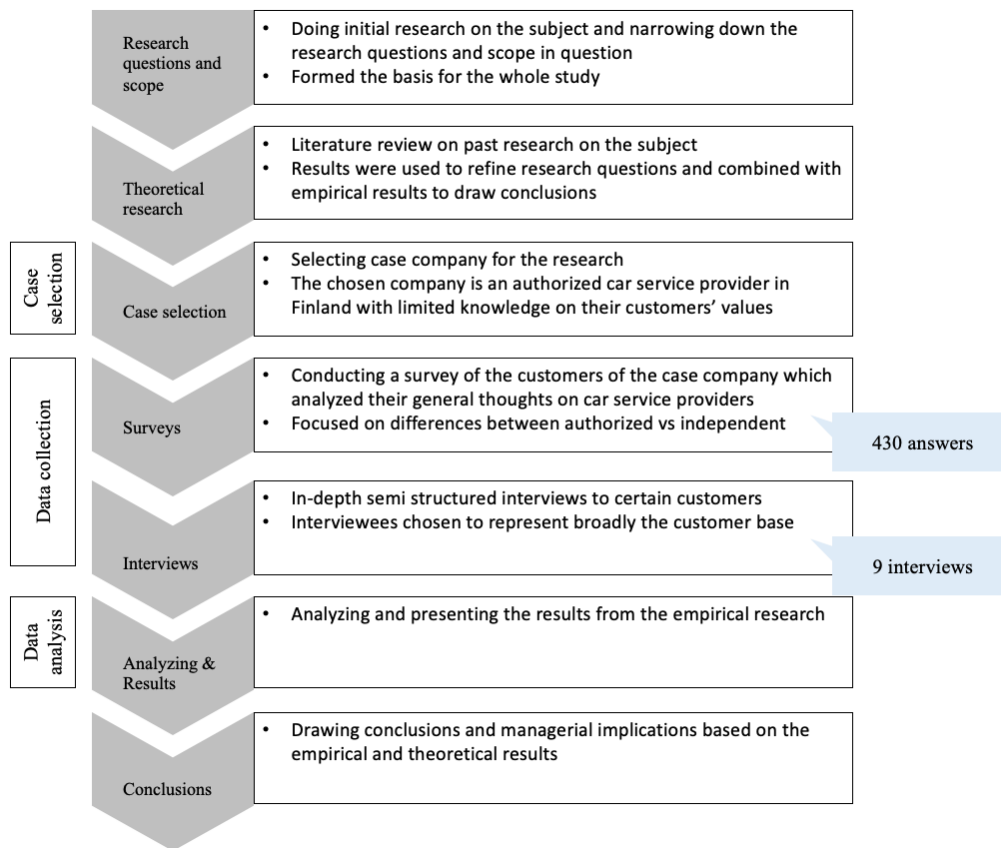 Research
questions and
scope
• Doing initial research on the subject and narrowing down the
research questions and scope in question
• Formed the basis for the whole study
Theoretical
research
• Literature review on past research on the subject
• Results were used to refine research questions and combined with
empirical results to draw conclusions
Case
selection
Case selection
• Selecting case company for the research
• The chosen company is an authorized car service provider in
Finland with limited knowledge on their customers’ values
Data collection
Surveys
• Conducting a survey of the customers of the case company which
analyzed their general thoughts on car service providers
• Focused on differences between authorized vs independent
430 answers
Interviews
• In-depth semi structured interviews to certain customers
• Interviewees chosen to represent broadly the customer base
9 interviews
Data
analysis
Analyzing &
Results
• Analyzing and presenting the results from the empirical research
Conclusions
• Drawing conclusions and managerial implications based on the
empirical and theoretical results